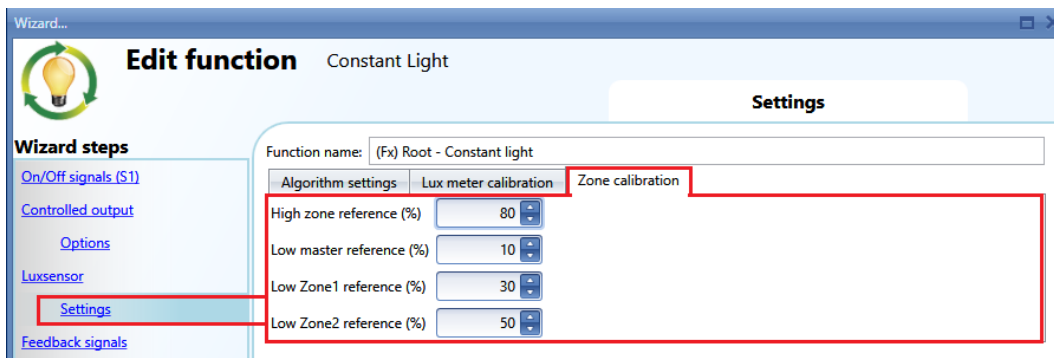 Wizard...
Edit function Constant Light
Settings
Wizard steps
On/Off signals (S1)
Controlled output
Options
Luxsensor
Settings
Feedback signals
Function name: (Fx) Root - Constant light
Algorithm settings Lux meter calibration Zone calibration
High zone reference (%) 80
Low master reference (%) 10
Low Zone1 reference (%) 30
Low Zone2 reference (%) 50